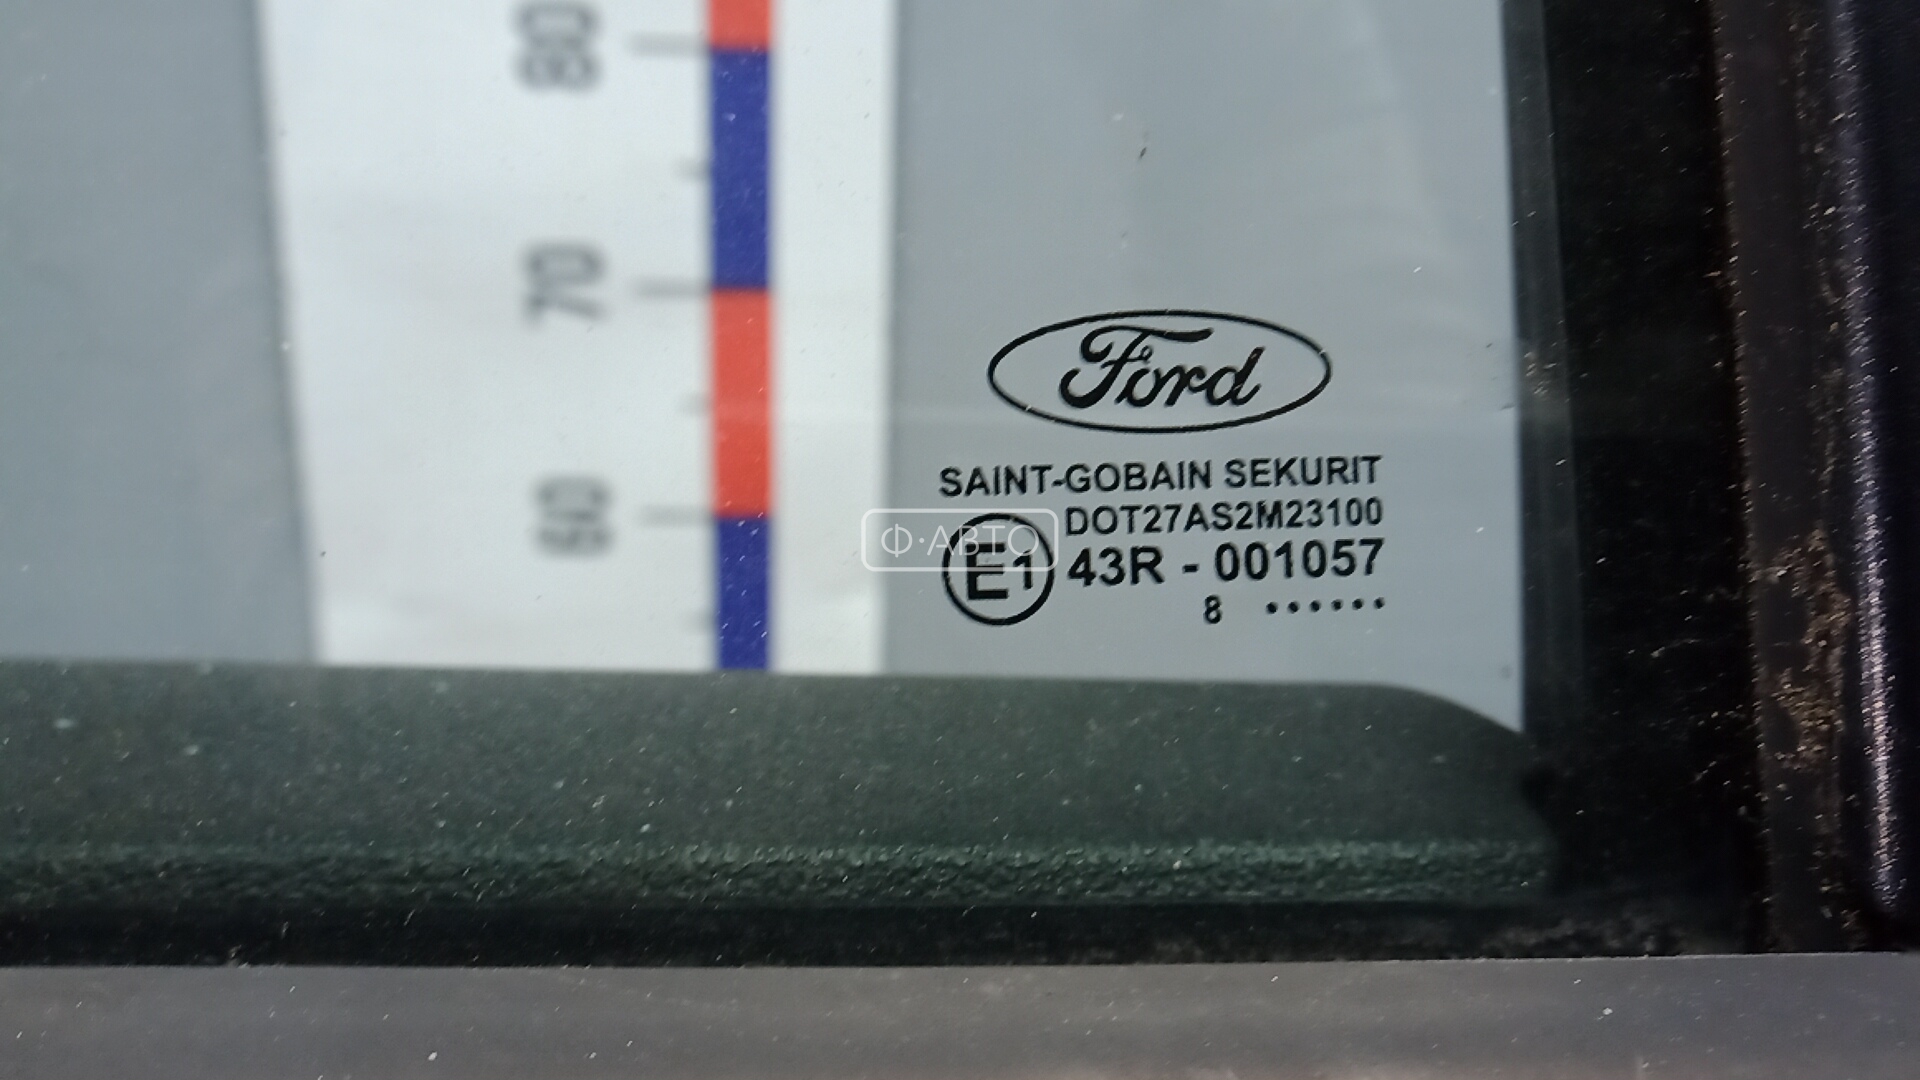 80
70
60
Ford
SAINT-GOBAIN SEKURIT
DOT27AS2M23100
Ф·АВТО
E1 43R - 001057
8 ••••••